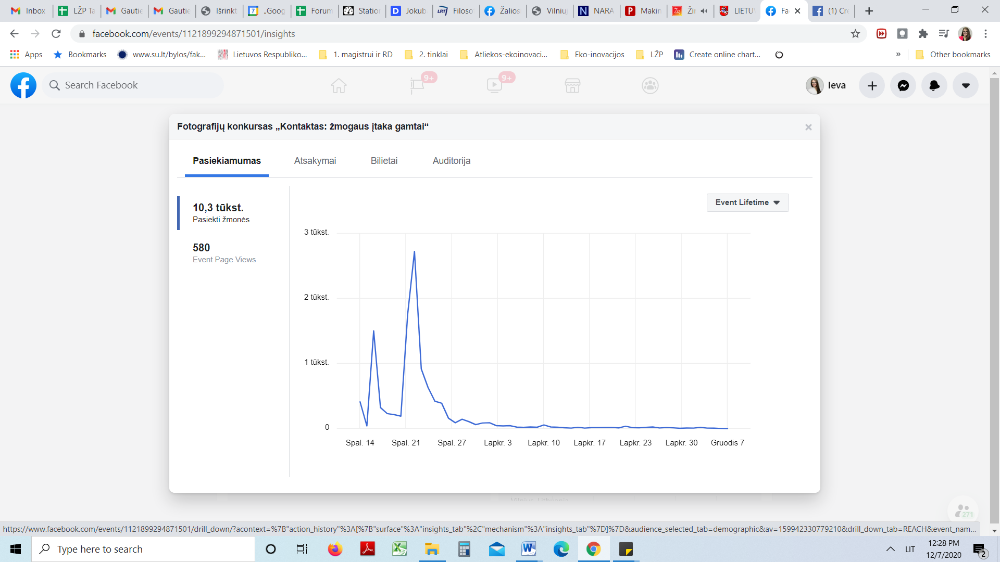 Inbox LŽP Ta Gautie Gautie Išrinkt „Goog Forum Station Jokub Filoso Žalios Vilniu NARA Makin Žir LIETUV Fa (1) Cre
facebook.com/events/1121899294871501/insights
Apps Bookmarks www.su.lt/bylos/fak... Lietuvos Respubliko... 1. magistrui ir RD 2. tinklai Atliekos-ekoinovaci... Eko-inovacijos LŽP Create online chart... » Other bookmarks
Search Facebook 9+ 9+ Ieva
Fotografijų konkursas „Kontaktas: žmogaus įtaka gamtai“
Pasiekiamumas Atsakymai Bilietai Auditorija
10,3 tūkst.
Pasiekti žmonės
580
Event Page Views
Event Lifetime
3 tūkst.
2 tūkst.
1 tūkst.
0
Spal. 14 Spal. 21 Spal. 27 Lapkr. 3 Lapkr. 10 Lapkr. 17 Lapkr. 23 Lapkr. 30 Gruodis 7
Vilnius, Lithuania
271
https://www.facebook.com/events/1121899294871501/drill_down/?acontext=%7B"action_history"%3A[%7B"surface"%3A"insights_tab"%2C"mechanism"%3A"insights_tab"%7D]%7D&audience_selected_tab=demographic&av=159942330779210&drill_down_tab=REACH&event_nam...
Type here to search LIT 12:28 PM
12/7/2020 2